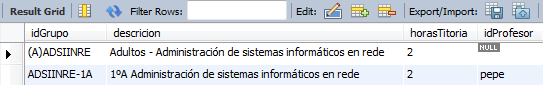 Result Grid Filter Rows: Edit: Export/Import:
idGrupo descricion horasTitoria idProfesor
(A)ADSIINRE Adultos - Administración de sistemas informáticos en rede 2 NULL
ADSIINRE-1A 1ºA Administración de sistemas informáticos en rede 2 pepe